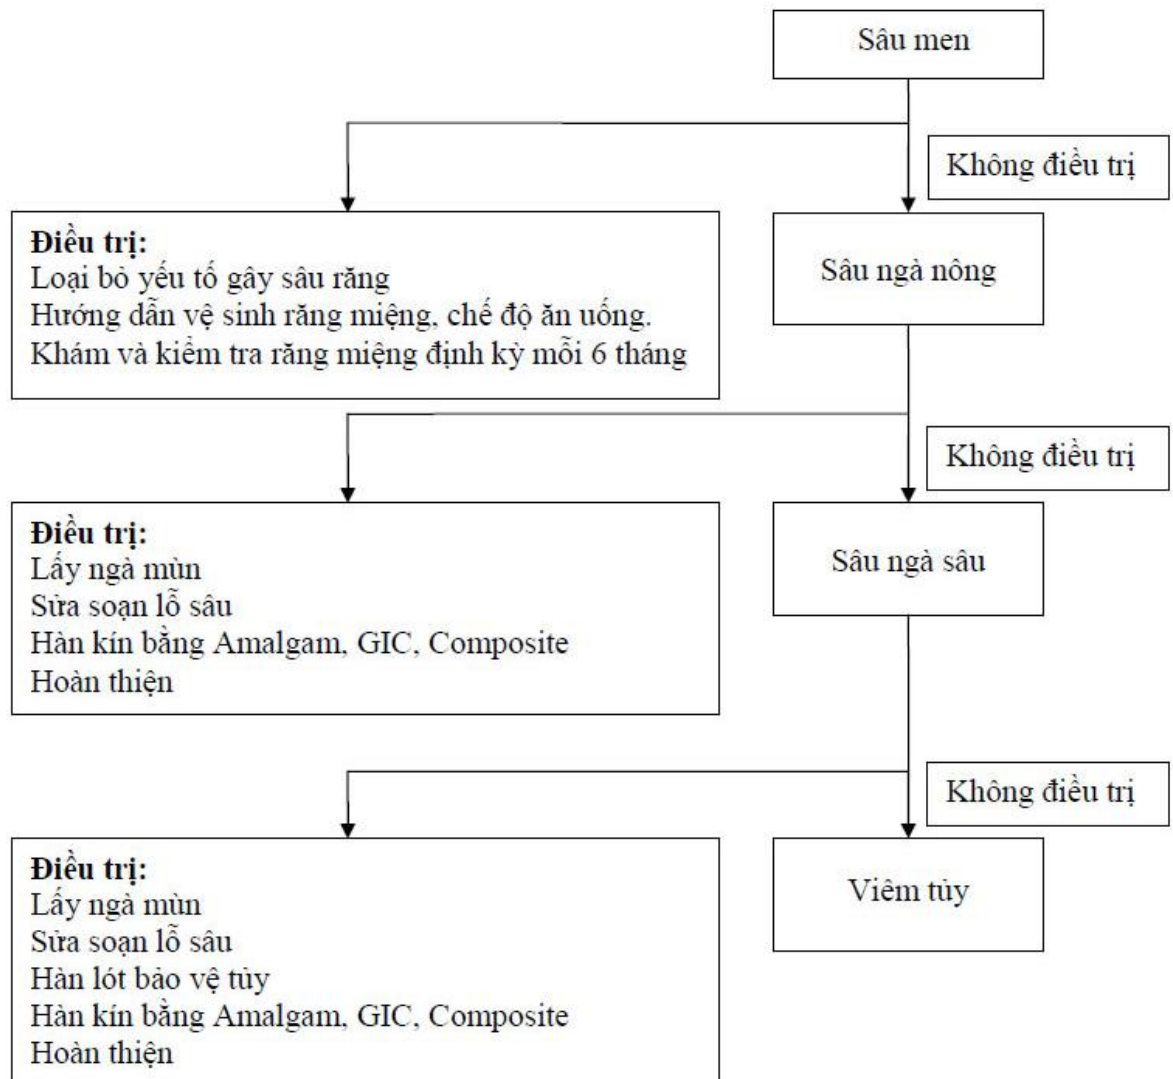 Sâu men
Không điều trị
Điều trị:
Loại bỏ yếu tố gây sâu răng
Hướng dẫn vệ sinh răng miệng, chế độ ăn uống.
Khám và kiểm tra răng miệng định kỳ mỗi 6 tháng
Sâu ngà nông
Không điều trị
Điều trị:
Lấy ngà mùn
Sửa soạn lỗ sâu
Hàn kín bằng Amalgam, GIC, Composite
Hoàn thiện
Sâu ngà sâu
Không điều trị
Điều trị:
Lấy ngà mùn
Sửa soạn lỗ sâu
Hàn lót bảo vệ tủy
Hàn kín bằng Amalgam, GIC, Composite
Hoàn thiện
Viêm tủy